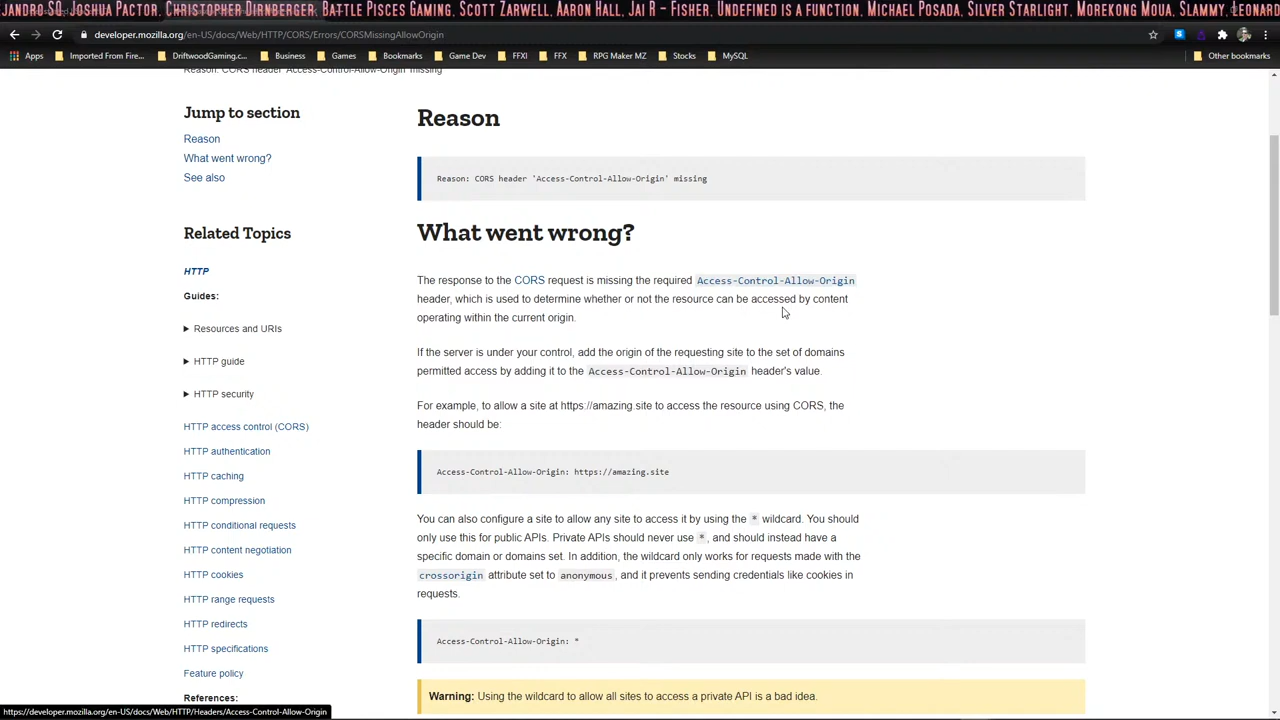 EJANDRO SO, JOSHUA PACTOR, CHRISTOPHER DIRNBERGER, BATTLE PISCES GAMING, SCOTT ZARWELL, AARON HALL, JAI R - FISHER, UNDEFINED IS A FUNCTION, MICHAEL POSADA, SILVER STARLIGHT, MOREKONG MOUA, SLAMMY, LEONARD
developer.mozilla.org/en-US/docs/Web/HTTP/CORS/Errors/CORSMissingAllowOrigin
Apps Imported From Fire... DriftwoodGaming.c... Business Games Bookmarks Game Dev FFXI FFX RPG Maker MZ Stocks MySQL Other bookmarks
Reason: CORS header 'Access-Control-Allow-Origin' missing
Jump to section
Reason
What went wrong?
See also
Related Topics
HTTP
Guides:
▶ Resources and URIs
▶ HTTP guide
▶ HTTP security
HTTP access control (CORS)
HTTP authentication
HTTP caching
HTTP compression
HTTP conditional requests
HTTP content negotiation
HTTP cookies
HTTP range requests
HTTP redirects
HTTP specifications
Feature policy
References:
Reason
Reason: CORS header 'Access-Control-Allow-Origin' missing
What went wrong?
The response to the CORS request is missing the required Access-Control-Allow-Origin
header, which is used to determine whether or not the resource can be accessed by content
operating within the current origin.
If the server is under your control, add the origin of the requesting site to the set of domains
permitted access by adding it to the Access-Control-Allow-Origin header's value.
For example, to allow a site at https://amazing.site to access the resource using CORS, the
header should be:
Access-Control-Allow-Origin: https://amazing.site
You can also configure a site to allow any site to access it by using the * wildcard. You should
only use this for public APIs. Private APIs should never use *, and should instead have a
specific domain or domains set. In addition, the wildcard only works for requests made with the
crossorigin attribute set to anonymous, and it prevents sending credentials like cookies in
requests.
Access-Control-Allow-Origin: *
Warning: Using the wildcard to allow all sites to access a private API is a bad idea.
https://developer.mozilla.org/en-US/docs/Web/HTTP/Headers/Access-Control-Allow-Origin